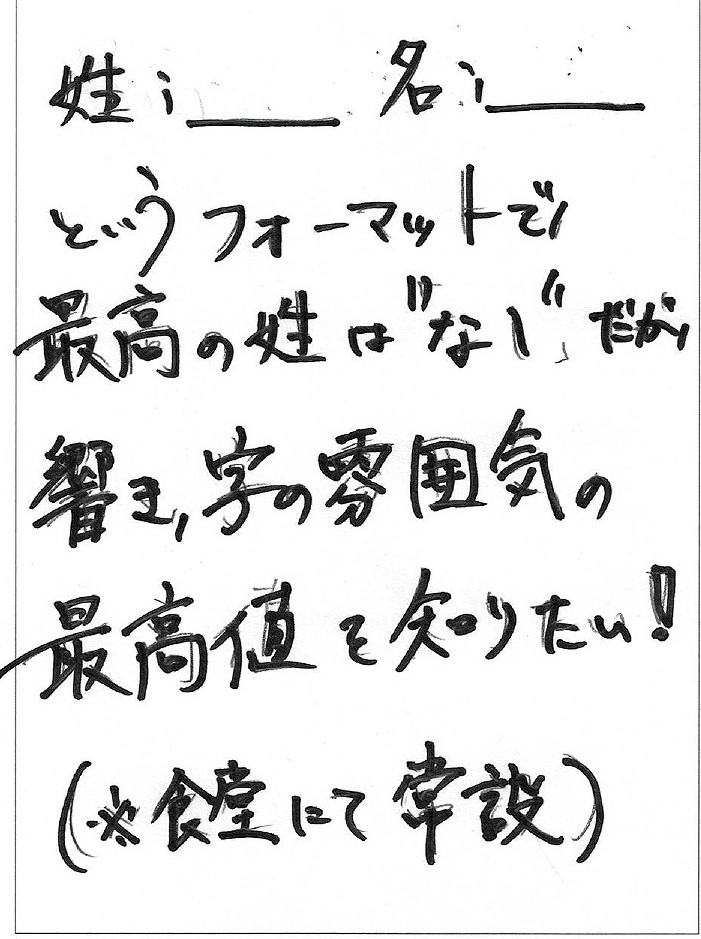 姓:____ 名:____
というフォーマットで
最高の姓は"なし"だが
響き,字の雰囲気の
最高値を知りたい!
(※食堂にて常設)